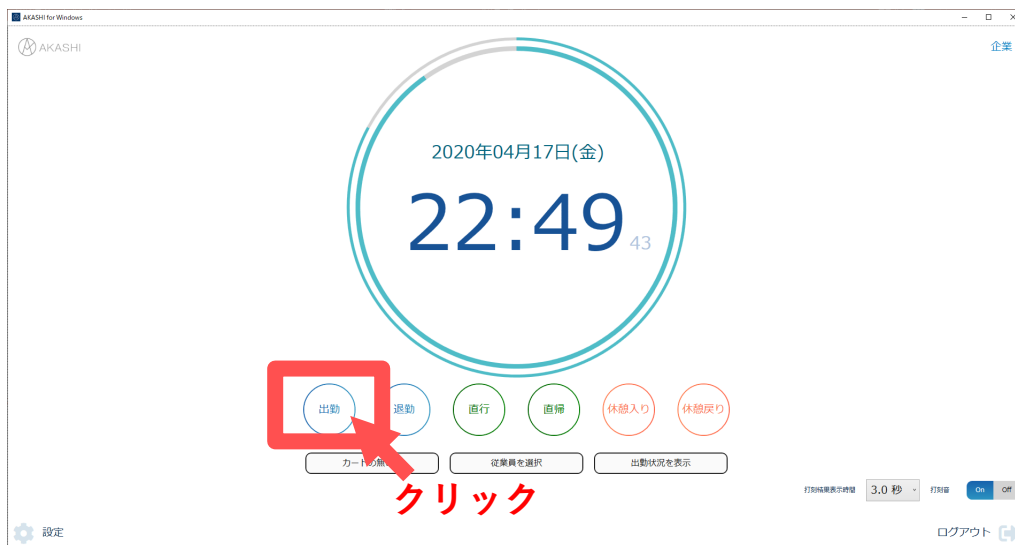 AKASHI for Windows
AKASHI
企業
2020年04月17日(金)
22:49 43
出勤
退勤
直行
直帰
休憩入り
休憩戻り
従業員を選択
出勤状況を表示
クリック
打刻結果表示時間
3.0 秒
打刻音
On
Off
設定
ログアウト